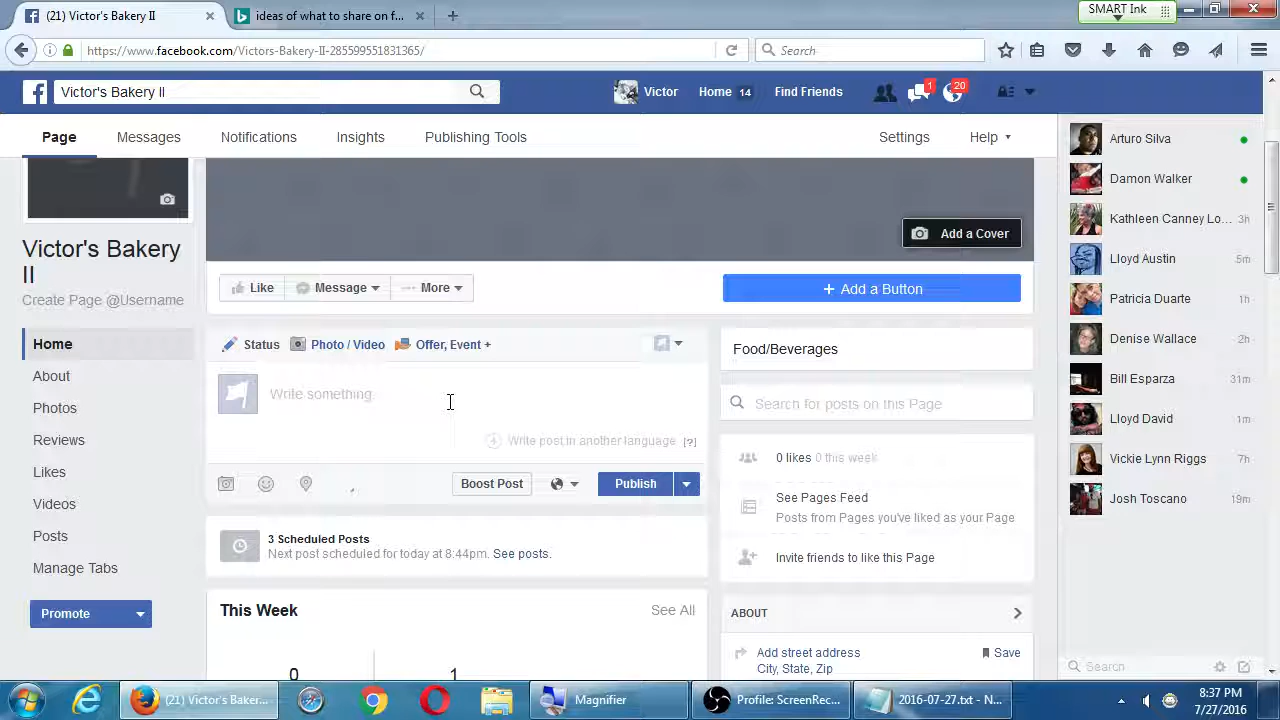 (21) Victor's Bakery II
ideas of what to share on f...
SMART Ink
https://www.facebook.com/Victors-Bakery-II-285599551831365/
Search
Victor's Bakery II
Victor
Home 14
Find Friends
1
20
Page
Messages
Notifications
Insights
Publishing Tools
Settings
Help
Add a Cover
Victor's Bakery
II
Create Page @Username
Like
Message
More
+ Add a Button
Home
About
Photos
Reviews
Likes
Videos
Posts
Manage Tabs
Promote
Status
Photo / Video
Offer, Event +
Write something
Write post in another language [?]
Boost Post
Publish
3 Scheduled Posts
Next post scheduled for today at 8:44pm. See posts.
This Week
See All
0
1
Food/Beverages
Search for posts on this Page
0 likes 0 this week
See Pages Feed
Posts from Pages you've liked as your Page
Invite friends to like this Page
ABOUT
Add street address
Save
City, State, Zip
Arturo Silva
Damon Walker
Kathleen Canney Lo... 3h
Lloyd Austin 5m
Patricia Duarte 1h
Denise Wallace 2h
Bill Esparza 31m
Lloyd David 1m
Vickie Lynn Riggs 7h
Josh Toscano 19m
Search
(21) Victor's Baker...
Magnifier
Profile: ScreenRec...
2016-07-27.txt - N...
8:37 PM
7/27/2016